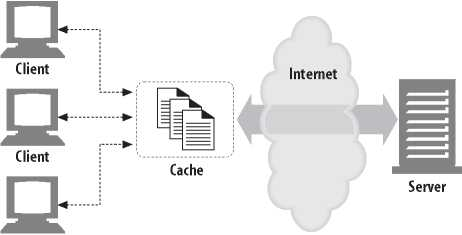 Client
Internet
Client
Cache
Server